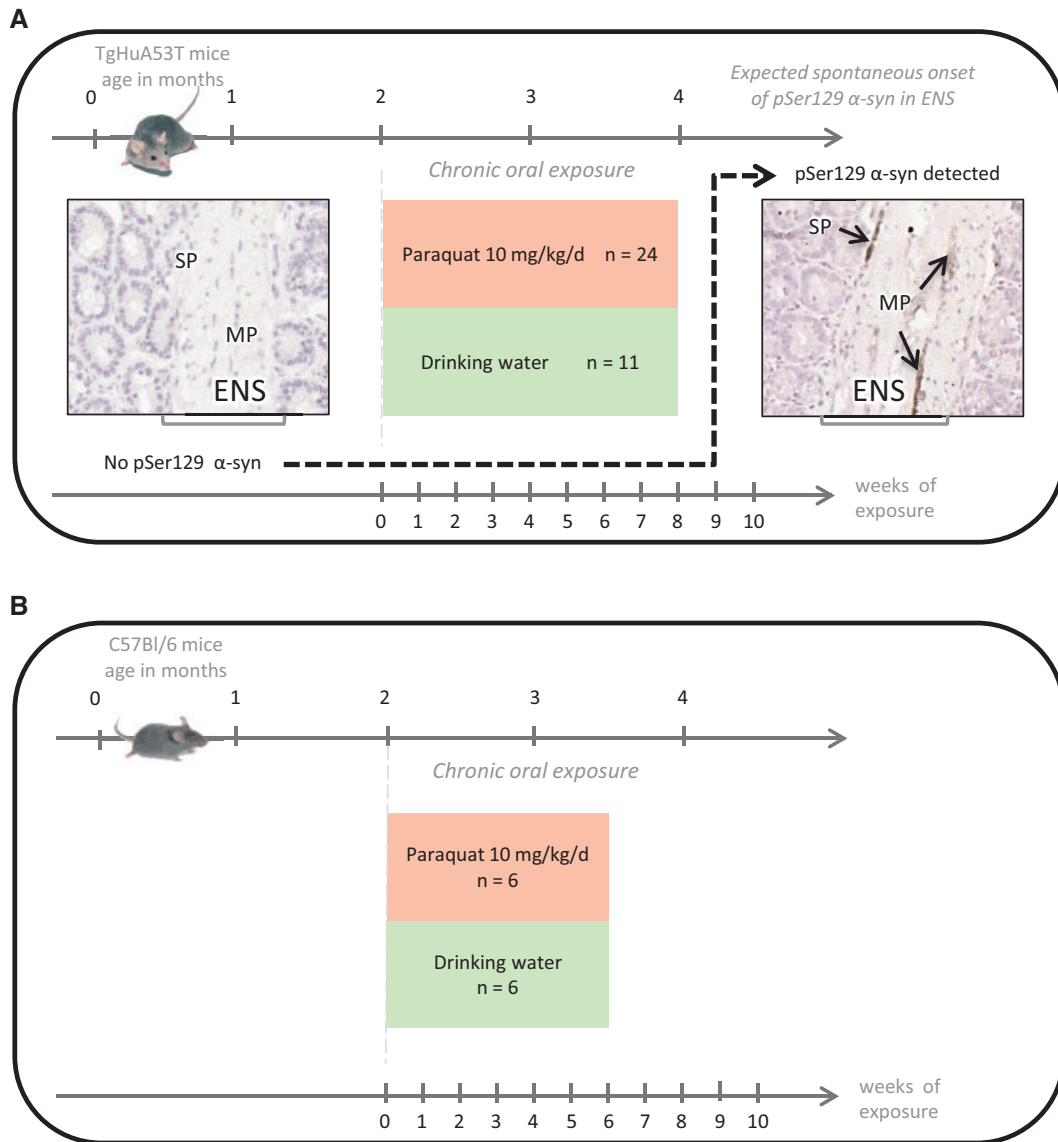 A
TgHuA53T mice
age in months
0
1
2
3
4
Expected spontaneous onset
of pSer129 α-syn in ENS
Chronic oral exposure
pSer129 α-syn detected
SP
MP
ENS
Paraquat 10 mg/kg/d n = 24
Drinking water n = 11
SP
MP
ENS
No pSer129 α-syn
0 1 2 3 4 5 6 7 8 9 10
weeks of
exposure
B
C57Bl/6 mice
age in months
0
1
2
3
4
Chronic oral exposure
Paraquat 10 mg/kg/d
n = 6
Drinking water
n = 6
0 1 2 3 4 5 6 7 8 9 10
weeks of
exposure